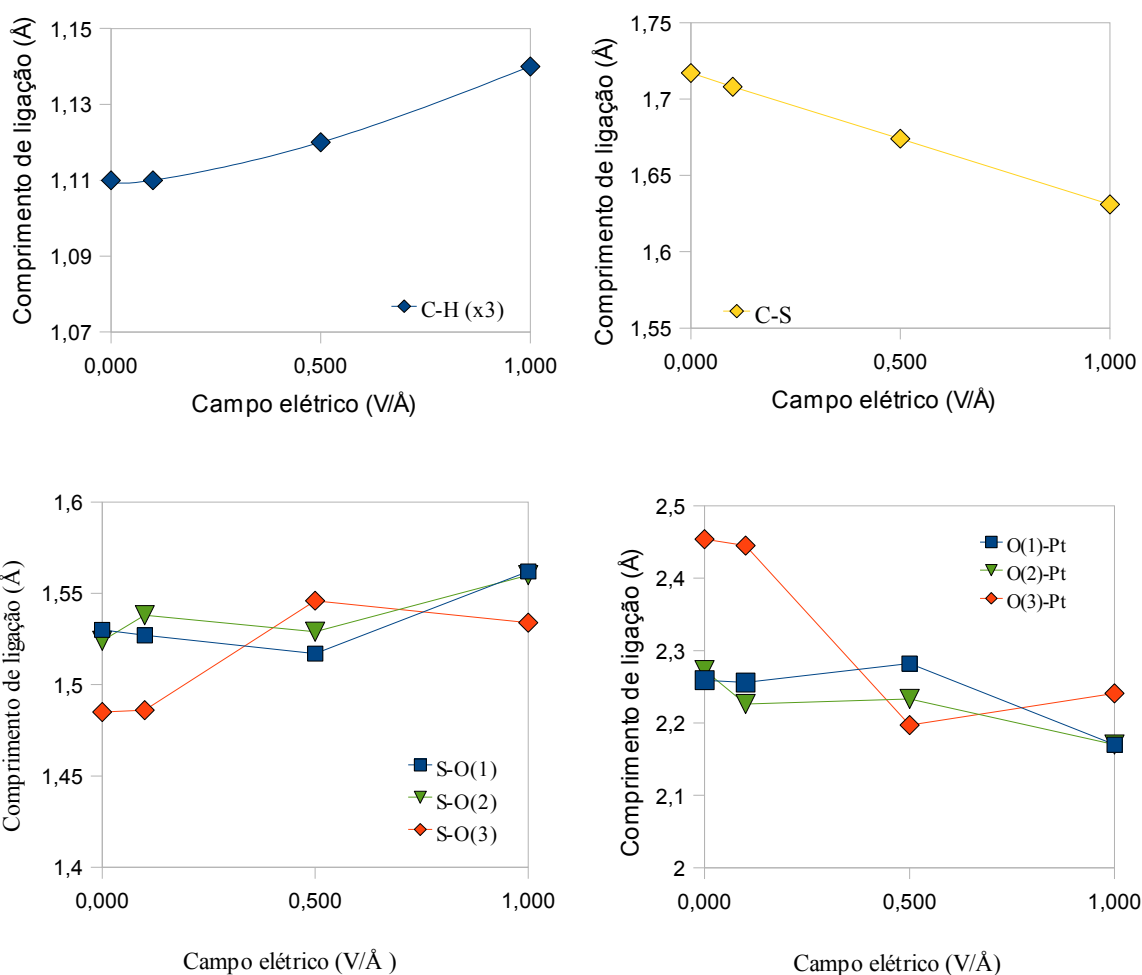 Comprimento de ligação (Å)
1,15
1,13
1,11
1,09
1,07
0,000
0,500
1,000
C-H (x3)
Campo elétrico (V/Å)
Comprimento de ligação (Å)
1,75
1,7
1,65
1,6
1,55
0,000
0,500
1,000
C-S
Campo elétrico (V/Å)
Comprimento de ligação (Å)
1,6
1,55
1,5
1,45
1,4
0,000
0,500
1,000
S-O(1)
S-O(2)
S-O(3)
Campo elétrico (V/Å )
Comprimento de ligação (Å)
2,5
2,4
2,3
2,2
2,1
2
0,000
0,500
1,000
O(1)-Pt
O(2)-Pt
O(3)-Pt
Campo elétrico (V/Å)